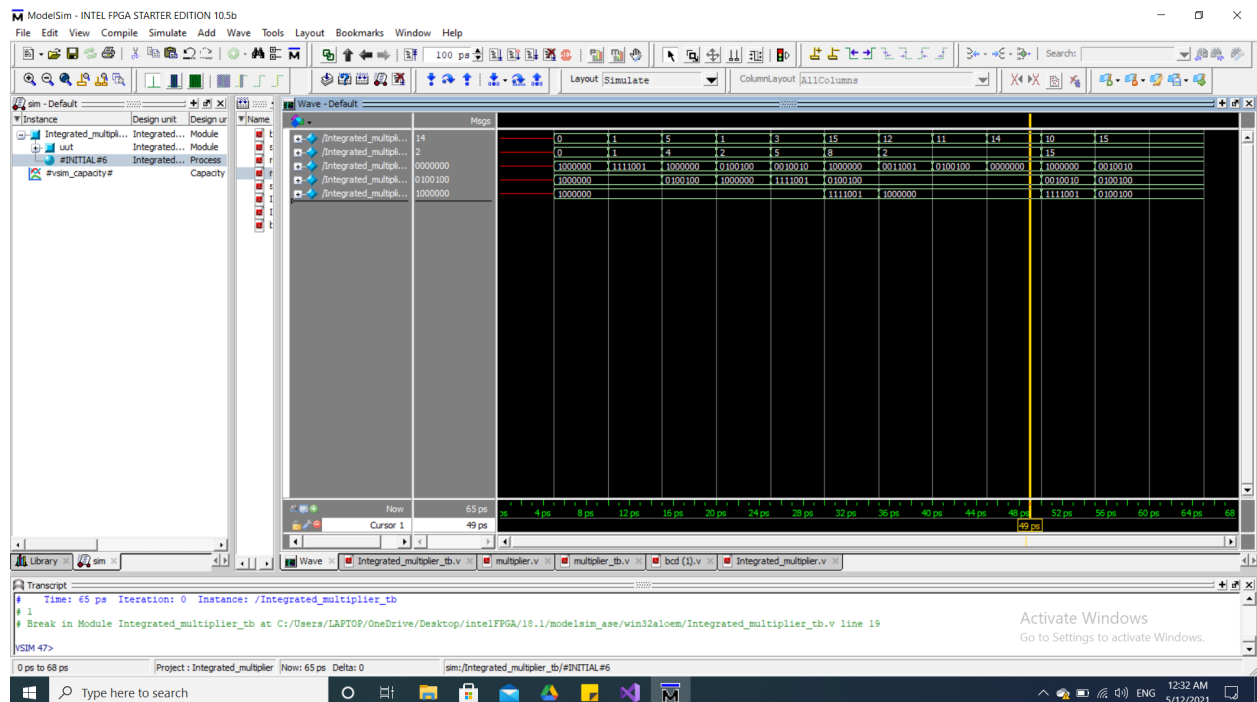 ModelSim - INTEL FPGA STARTER EDITION 10.5b
File Edit View Compile Simulate Add Wave Tools Layout Bookmarks Window Help
100 ps
Search:
Layout Simulate
ColumnLayout AllColumns
sim - Default
Instance Design unit Design ur
Integrated_multipli... Integrated... Module
uut Integrated... Module
#INITIAL#6 Integrated... Process
#vsim_capacity# Capacity
Name
Wave - Default
Msgs
/Integrated_multipli... 14 0 1 5 1 3 15 12 11 14 10 15
/Integrated_multipli... 2 0 1 4 2 5 8 2 15
/Integrated_multipli... 0000000 1000000 1111001 1000000 0100100 0010010 1000000 0011001 0100100 0000000 1000000 0010010
/Integrated_multipli... 0100100 1000000 0100100 1000000 1111001 0100100 0010010 0100100
/Integrated_multipli... 1000000 1000000 1111001 1000000 1111001 0100100
Now 65 ps
ps 4 ps 8 ps 12 ps 16 ps 20 ps 24 ps 28 ps 32 ps 36 ps 40 ps 44 ps 48 ps 52 ps 56 ps 60 ps 64 ps 68
Cursor 1 49 ps 49 ps
Library sim
Wave Integrated_multiplier_tb.v multiplier.v multiplier_tb.v bcd (1).v Integrated_multiplier.v
Transcript
# Time: 65 ps Iteration: 0 Instance: /Integrated_multiplier_tb
# 1
# Break in Module Integrated_multiplier_tb at C:/Users/LAPTOP/OneDrive/Desktop/intelFPGA/18.1/modelsim_ase/win32aloem/Integrated_multiplier_tb.v line 19
VSIM 47>
Activate Windows
Go to Settings to activate Windows.
0 ps to 68 ps Project : Integrated_multiplier Now: 65 ps Delta: 0 sim:/Integrated_multiplier_tb/#INITIAL#6
Type here to search
ENG
12:32 AM
5/12/2021